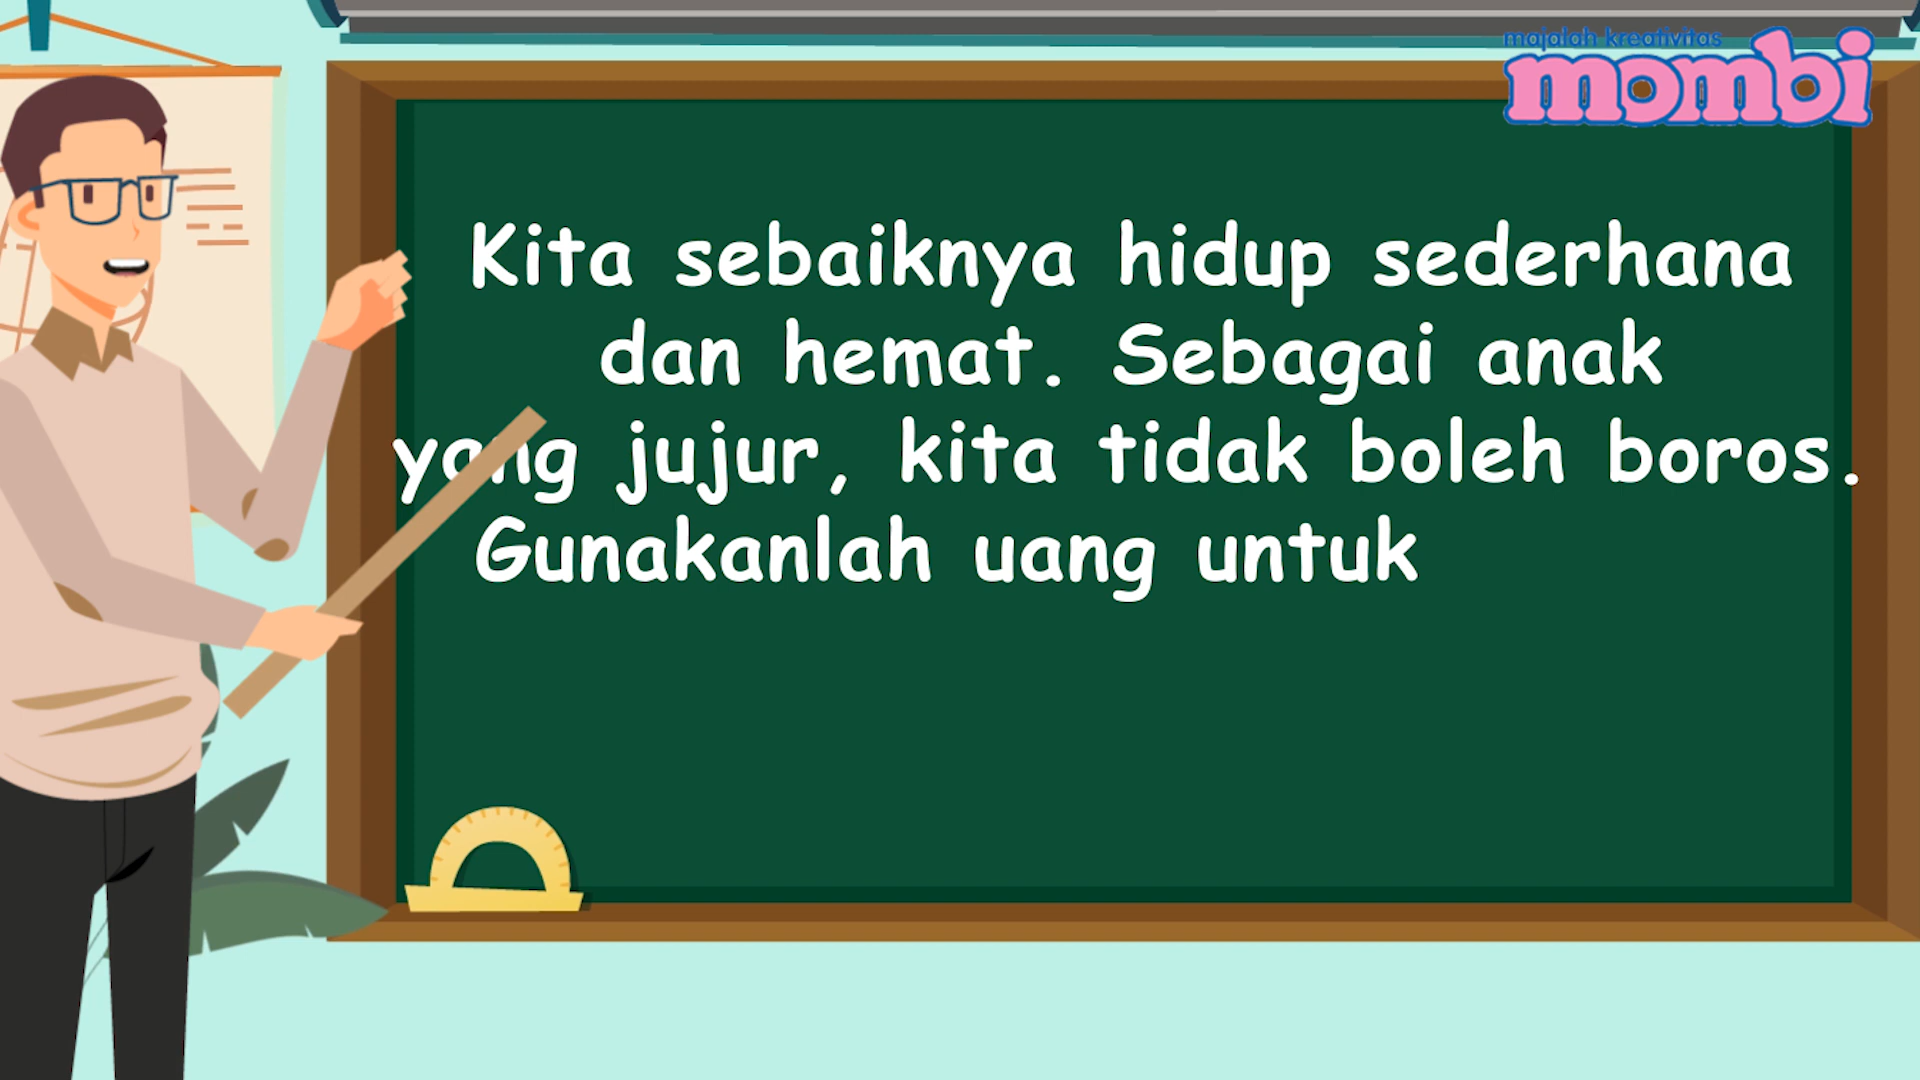 majalah kreativitas
mombi
Kita sebaiknya hidup sederhana
dan hemat. Sebagai anak
yang jujur, kita tidak boleh boros.
Gunakanlah uang untuk